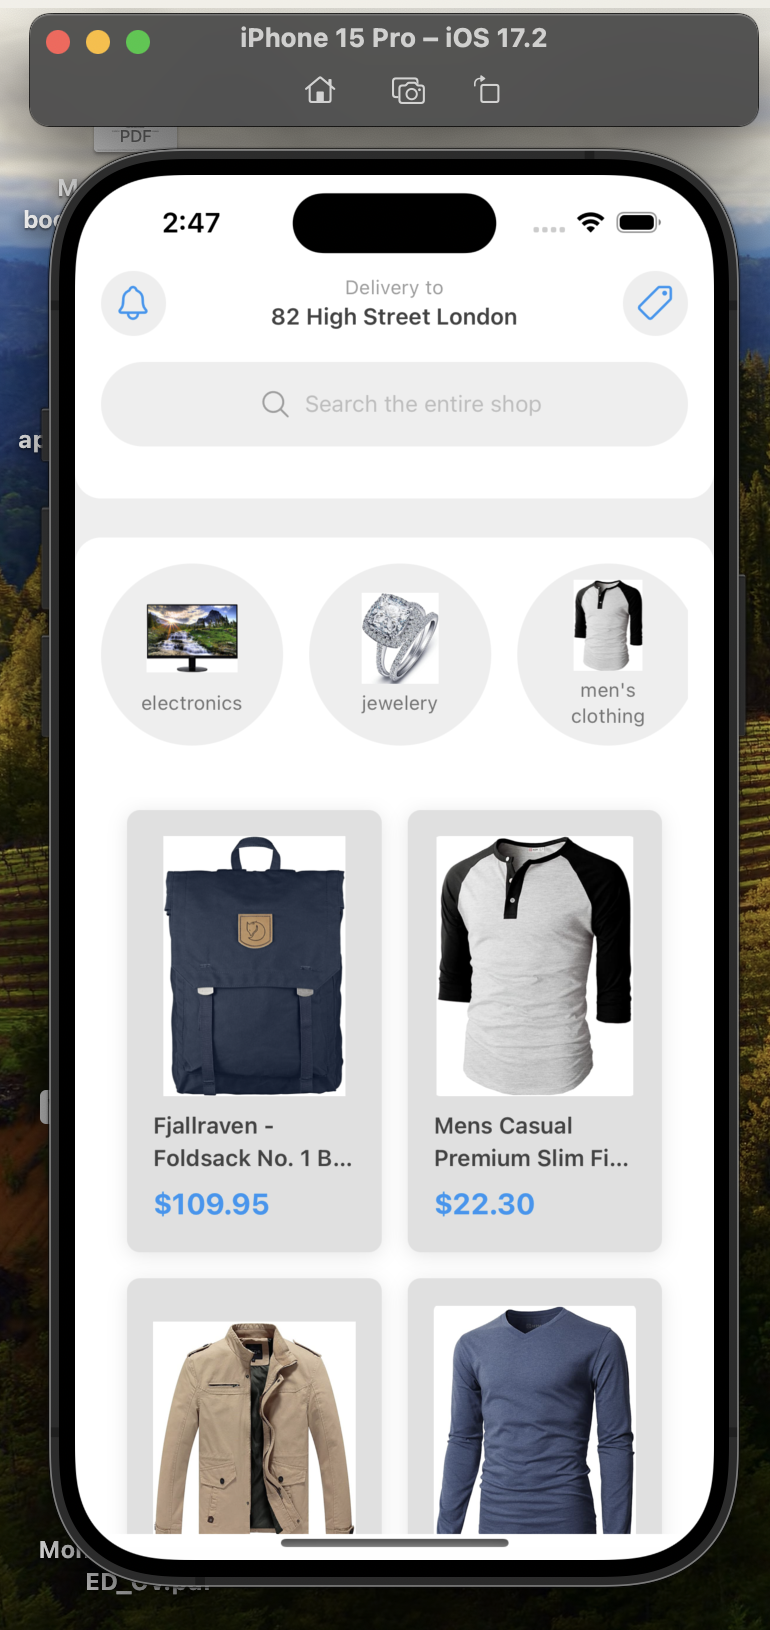 iPhone 15 Pro – iOS 17.2
PDF
2:47
Delivery to
82 High Street London
Search the entire shop
electronics
jewelery
men's
clothing
Fjallraven -
Foldsack No. 1 B...
$109.95
Mens Casual
Premium Slim Fi...
$22.30